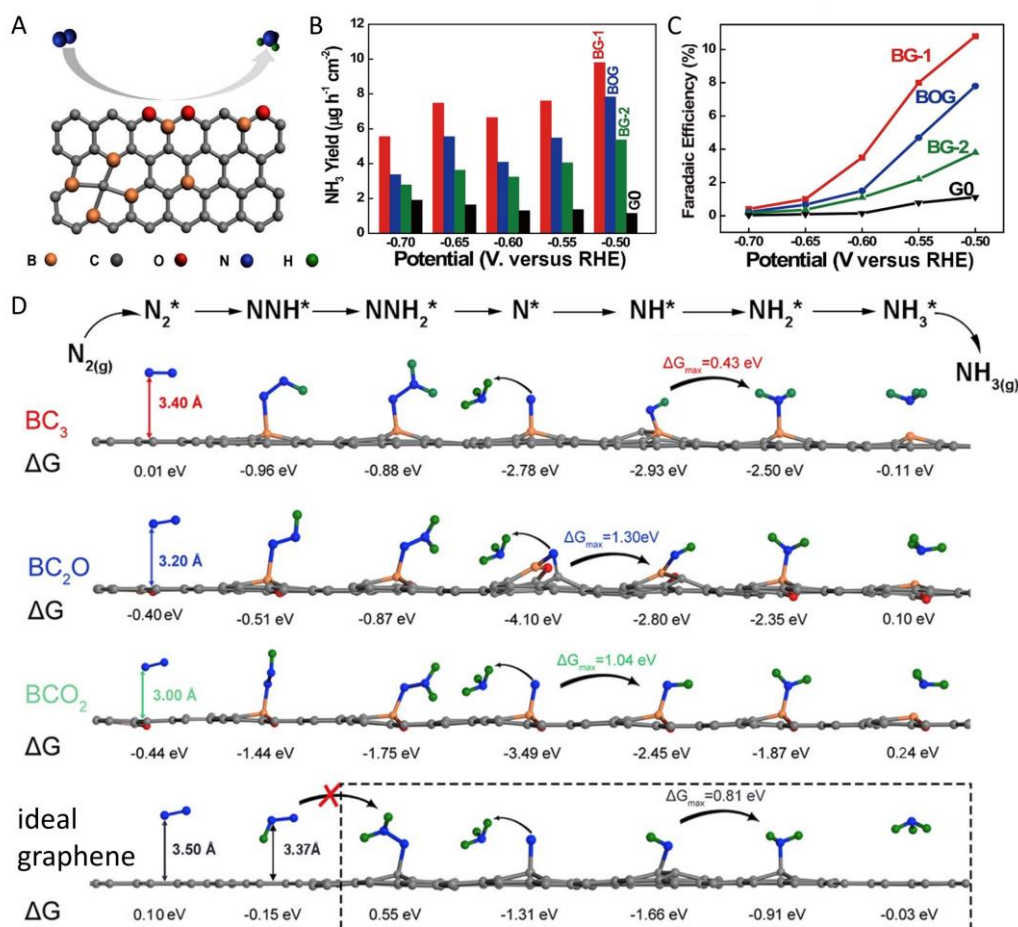 A
B C O N H
B
NH₃ Yield (μg h⁻¹ cm⁻²)
12
10
8
6
4
2
0
BG-1
BOG
BG-2
G0
-0.70 -0.65 -0.60 -0.55 -0.50
Potential (V. versus RHE)
C
Faradaic Efficiency (%)
10
8
6
4
2
0
BG-1
BOG
BG-2
G0
-0.70 -0.65 -0.60 -0.55 -0.50
Potential (V versus RHE)
D
N₂* NNH* NNH₂* N* NH* NH₂* NH₃*
N₂(g) NH₃(g)
ΔGmax=0.43 eV
3.40 Å
BC₃
ΔG 0.01 eV -0.96 eV -0.88 eV -2.78 eV -2.93 eV -2.50 eV -0.11 eV
ΔGmax=1.30eV
3.20 Å
BC₂O
ΔG -0.40 eV -0.51 eV -0.87 eV -4.10 eV -2.80 eV -2.35 eV 0.10 eV
ΔGmax=1.04 eV
3.00 Å
BCO₂
ΔG -0.44 eV -1.44 eV -1.75 eV -3.49 eV -2.45 eV -1.87 eV 0.24 eV
ΔGmax=0.81 eV
ideal
graphene
3.50 Å 3.37Å
ΔG 0.10 eV -0.15 eV 0.55 eV -1.31 eV -1.66 eV -0.91 eV -0.03 eV